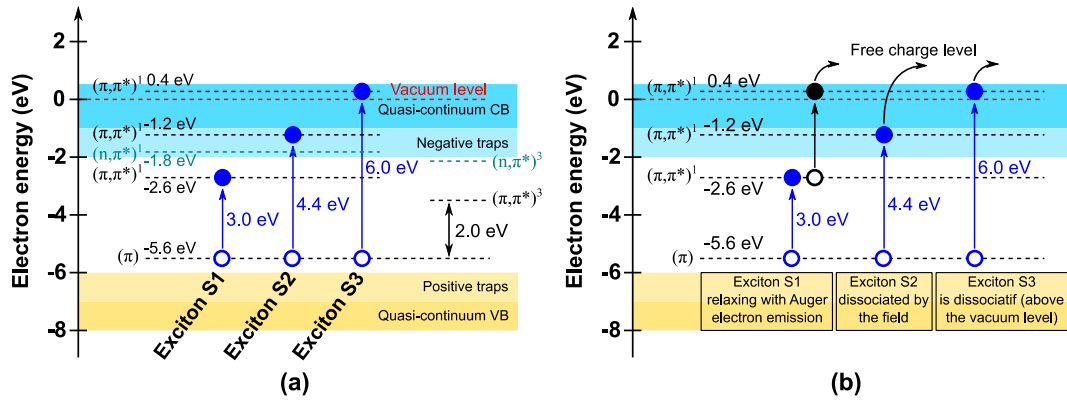 Electron energy (eV)
2
0
-2
-4
-6
-8
(π,π*)¹ 0.4 eV
Vacuum level
Quasi-continuum CB
(π,π*)¹ -1.2 eV
Negative traps
(n,π*)¹ -1.8 eV
(n,π*)³
(π,π*)¹ -2.6 eV
6.0 eV
(π,π*)³
3.0 eV
4.4 eV
2.0 eV
(π) -5.6 eV
Positive traps
Quasi-continuum VB
Exciton S1
Exciton S2
Exciton S3
(a)
Electron energy (eV)
2
0
-2
-4
-6
-8
Free charge level
(π,π*)¹ 0.4 eV
(π,π*)¹ -1.2 eV
(π,π*)¹ -2.6 eV
6.0 eV
3.0 eV
4.4 eV
(π) -5.6 eV
Exciton S1
relaxing with Auger
electron emission
Exciton S2
dissociated by
the field
Exciton S3
is dissociatif (above
the vacuum level)
(b)